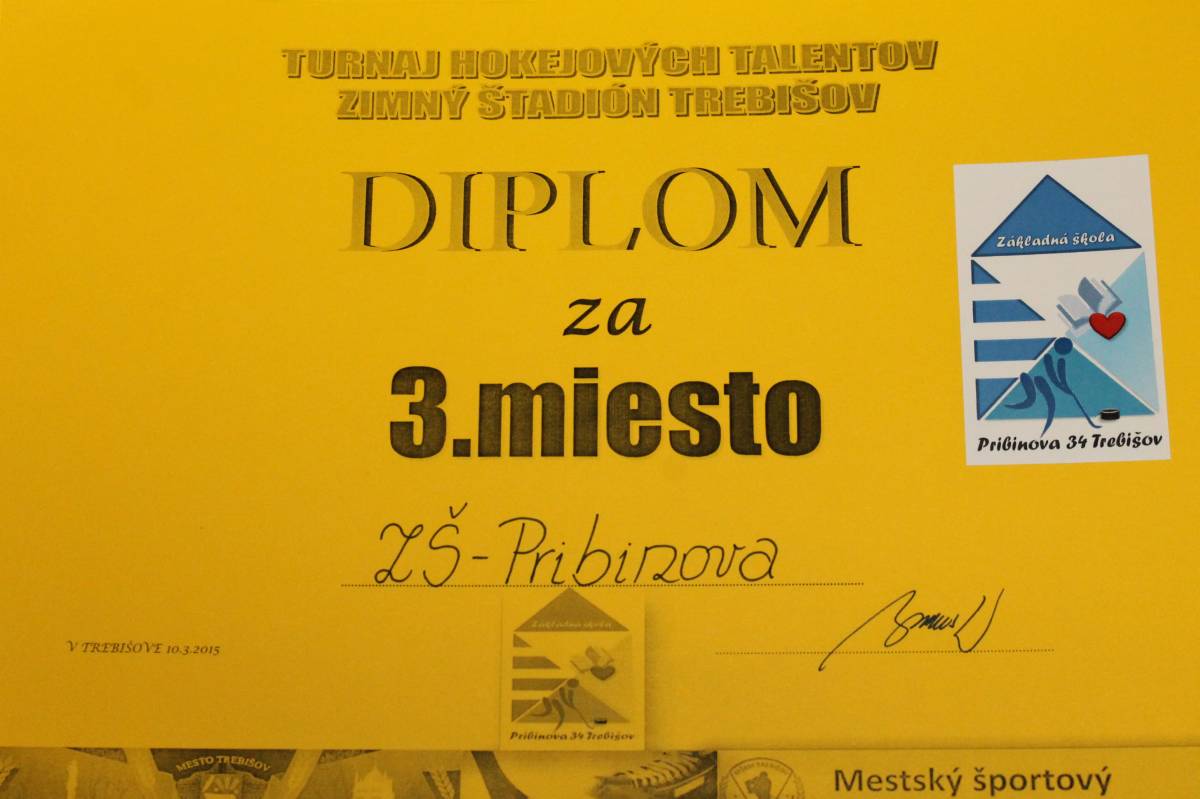 TURNAJ HOKEJOVÝCH TALENTOV
ZIMNÝ ŠTADIÓN TREBIŠOV
DIPLOM
za
3.miesto
Základná škola
Pribinova 34 Trebišov
ZŠ-Pribinova
V TREBIŠOVE 10.3.2015
Základná škola
Pribinova 34 Trebišov
MESTO TREBIŠOV
Mestský športový